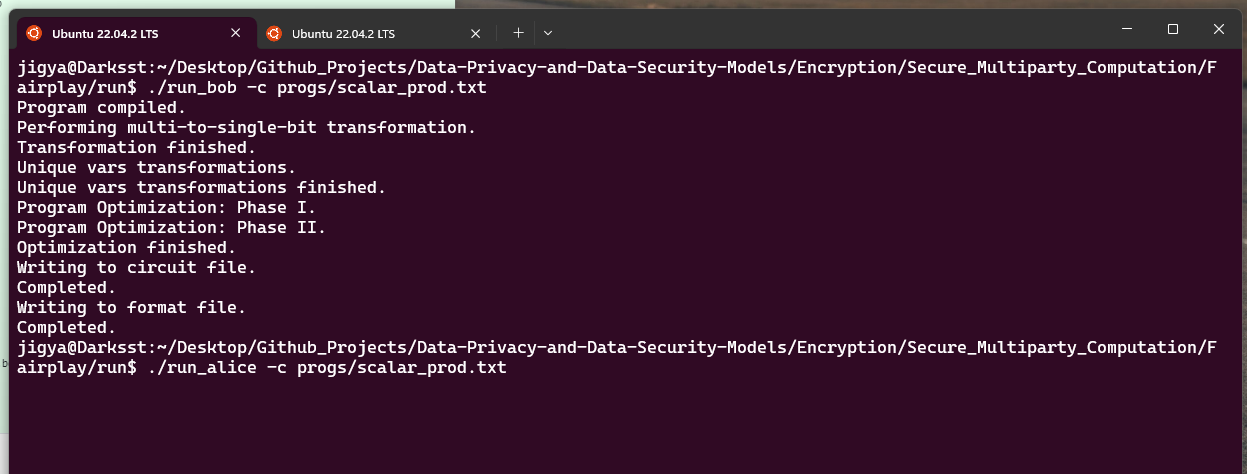 Ubuntu 22.04.2 LTS
Ubuntu 22.04.2 LTS
jigya@Darksst:~/Desktop/Github_Projects/Data-Privacy-and-Data-Security-Models/Encryption/Secure_Multiparty_Computation/F
airplay/run$ ./run_bob -c progs/scalar_prod.txt
Program compiled.
Performing multi-to-single-bit transformation.
Transformation finished.
Unique vars transformations.
Unique vars transformations finished.
Program Optimization: Phase I.
Program Optimization: Phase II.
Optimization finished.
Writing to circuit file.
Completed.
Writing to format file.
Completed.
jigya@Darksst:~/Desktop/Github_Projects/Data-Privacy-and-Data-Security-Models/Encryption/Secure_Multiparty_Computation/F
airplay/run$ ./run_alice -c progs/scalar_prod.txt